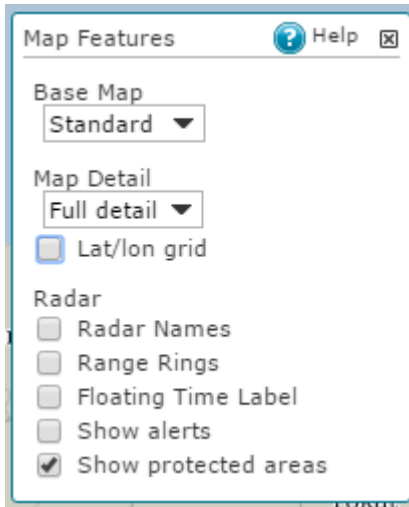 Map Features ? Help
Base Map
Standard
Map Detail
Full detail
Lat/lon grid
Radar
Radar Names
Range Rings
Floating Time Label
Show alerts
Show protected areas